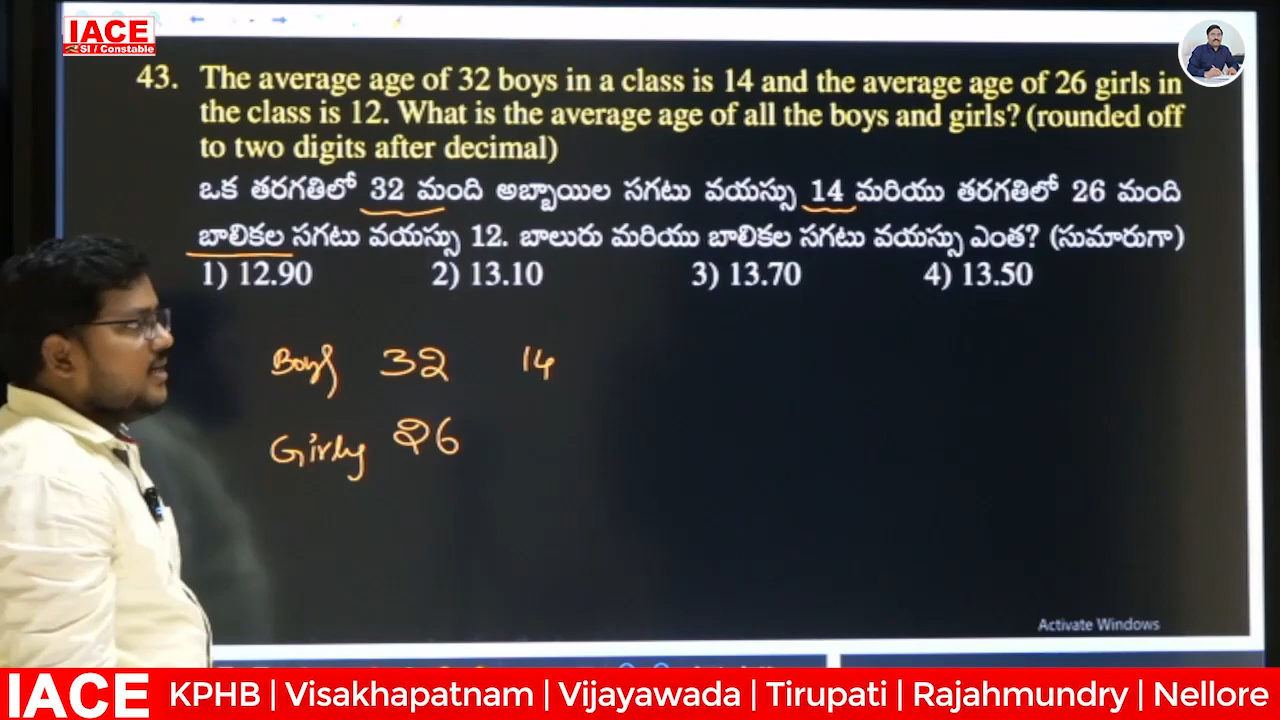 IACE
SI / Constable
43. The average age of 32 boys in a class is 14 and the average age of 26 girls in
the class is 12. What is the average age of all the boys and girls? (rounded off
to two digits after decimal)
ఒక తరగతిలో 32 మంది అబ్బాయిల సగటు వయస్సు 14 మరియు తరగతిలో 26 మంది
బాలికల సగటు వయస్సు 12. బాలురు మరియు బాలికల సగటు వయస్సు ఎంత? (సుమారుగా)
1) 12.90 2) 13.10 3) 13.70 4) 13.50
Boys 32 14
Girls 26
Activate Windows
IACE KPHB | Visakhapatnam | Vijayawada | Tirupati | Rajahmundry | Nellore